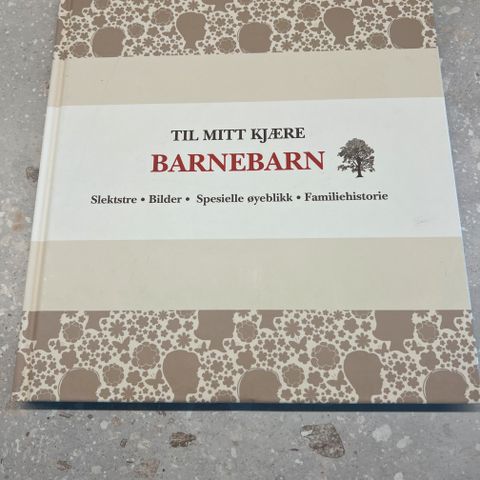 TIL MITT KJÆRE
BARNEBARN
Slektstre • Bilder • Spesielle øyeblikk • Familiehistorie